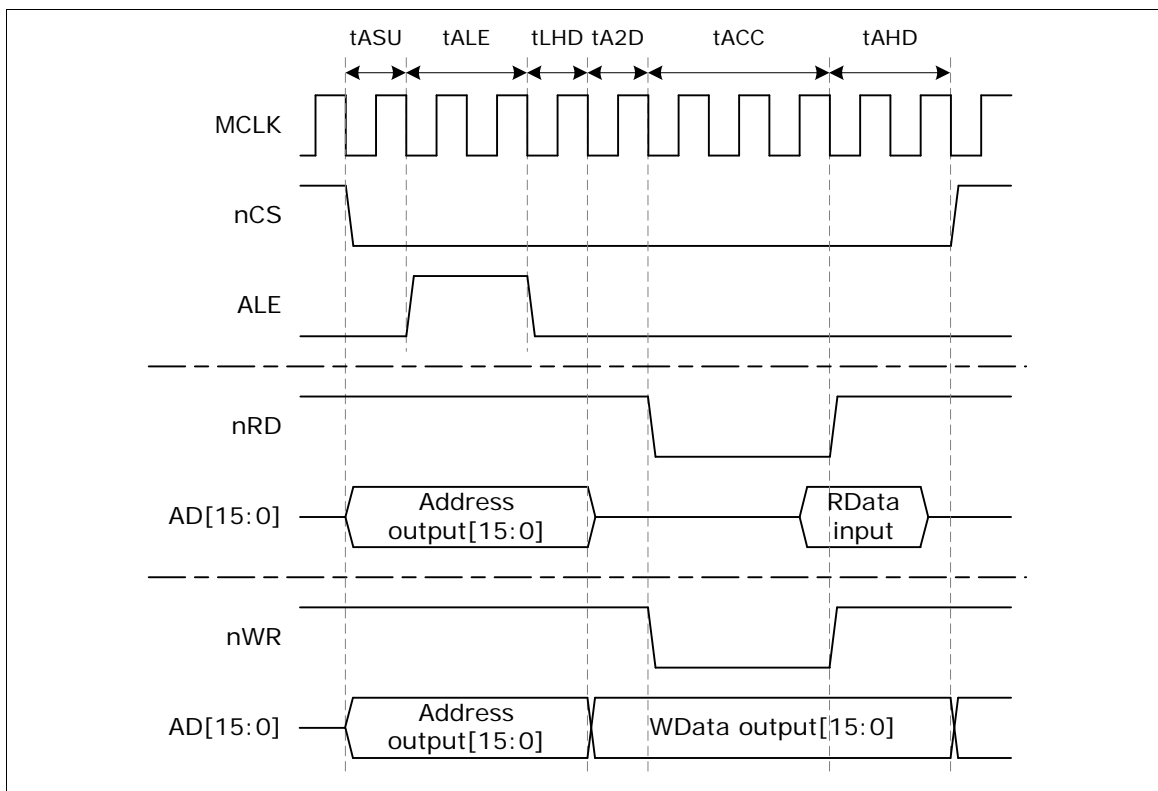 tASU tALE tLHD tA2D tACC tAHD
MCLK
nCS
ALE
nRD
AD[15:0]
Address
output[15:0]
RData
input
nWR
AD[15:0]
Address
output[15:0]
WData output[15:0]